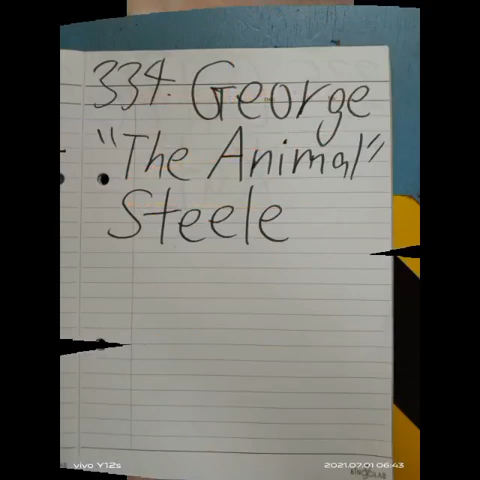 334. George
"The Animal"
Steele
vivo Y12s
2021.07.01 06:43